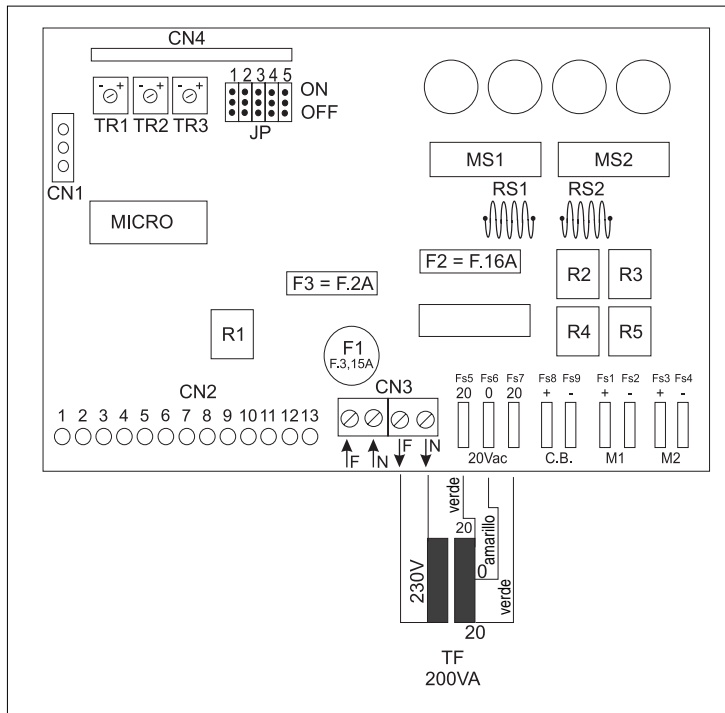 CN4
1 2 3 4 5
ON
OFF
- + - + - +
TR1 TR2 TR3
JP
CN1
MS1 MS2
RS1 RS2
MICRO
F2 = F.16A
R2 R3
F3 = F.2A
R1
R4 R5
F1
F.3,15A
CN2
CN3
Fs5 Fs6 Fs7 Fs8 Fs9 Fs1 Fs2 Fs3 Fs4
20 0 20 + - + - + -
1 2 3 4 5 6 7 8 9 10 11 12 13
F N F N
20Vac C.B. M1 M2
verde
20
amarillo
230V
0
verde
20
TF
200VA